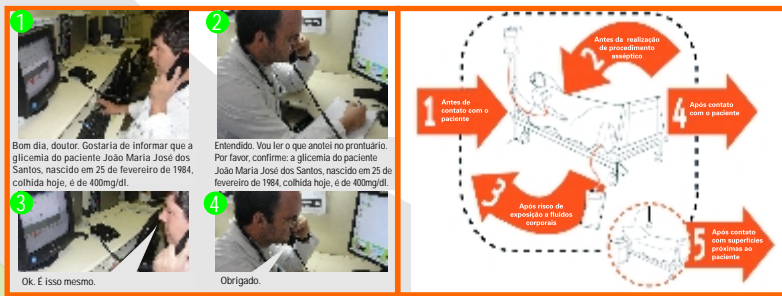 1
Bom dia, doutor. Gostaria de informar que a
glicemia do paciente João Maria José dos
Santos, nascido em 25 de fevereiro de 1984,
colhida hoje, é de 400mg/dl.
2
Entendido. Vou ler o que anotei no prontuário.
Por favor, confirme: a glicemia do paciente
João Maria José dos Santos, nascido em 25 de
fevereiro de 1984, colhida hoje, é de 400mg/dl.
3
Ok. É isso mesmo.
4
Obrigado.
1
Antes de
contato com o
paciente
2
Antes da realização
de procedimento
asséptico
3
Após risco de
exposição a fluidos
corporais
4
Após contato
com o paciente
5
Após contato
com superfícies
próximas ao
paciente